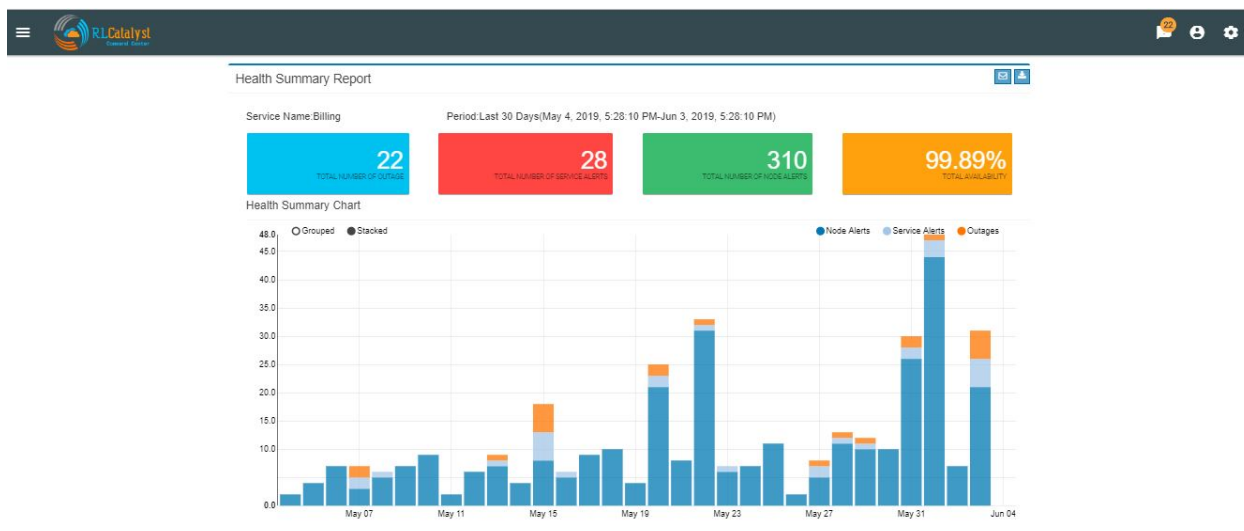 22
RLCatalyst
Demand Center
Health Summary Report
Service Name:Billing Period:Last 30 Days(May 4, 2019, 5:28:10 PM-Jun 3, 2019, 5:28:10 PM)
22 28 310 99.89%
TOTAL NUMBER OF OUTAGE TOTAL NUMBER OF SERVICE ALERTS TOTAL NUMBER OF NODE ALERTS TOTAL AVAILABILITY
Health Summary Chart
48.0 Grouped Stacked Node Alerts Service Alerts Outages
45.0
40.0
35.0
30.0
25.0
20.0
15.0
10.0
0.0
May 07 May 11 May 15 May 19 May 23 May 27 May 31 Jun 04